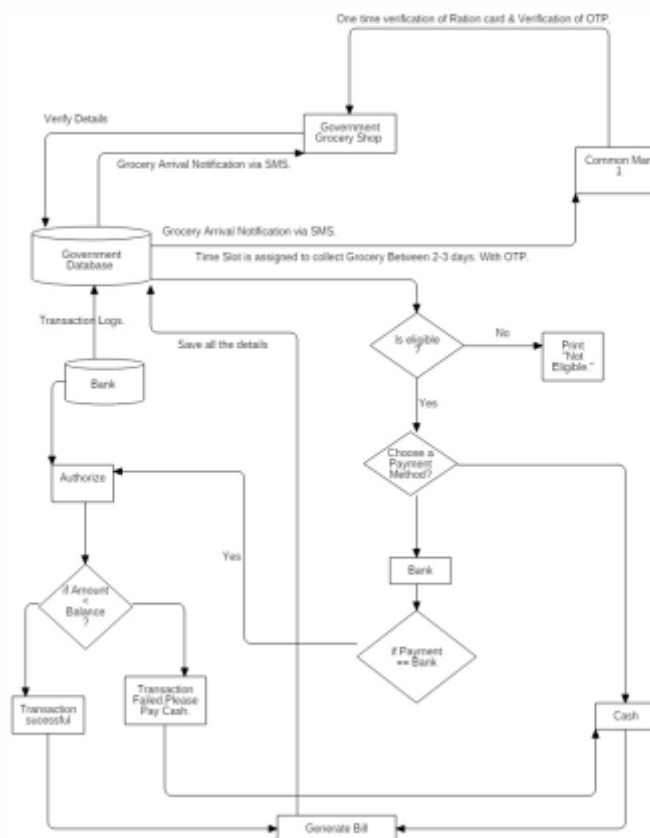 One time verification of Ration card & Verification of OTP.
Government
Grocery Shop
Verify Details
Grocery Arrival Notification via SMS.
Common Man
1
Grocery Arrival Notification via SMS.
Government
Database
Time Slot is assigned to collect Grocery Between 2-3 days. With OTP.
Transaction Logs.
Save all the details
Is eligible
?
No
Print
"Not
Eligible."
Bank
Yes
Choose a
Payment
Method?
Authorize
Yes
Bank
if Amount
<
Balance
?
if Payment
== Bank
Transaction
sucessful
Transaction
Failed.Please
Pay Cash.
Cash
Generate Bill